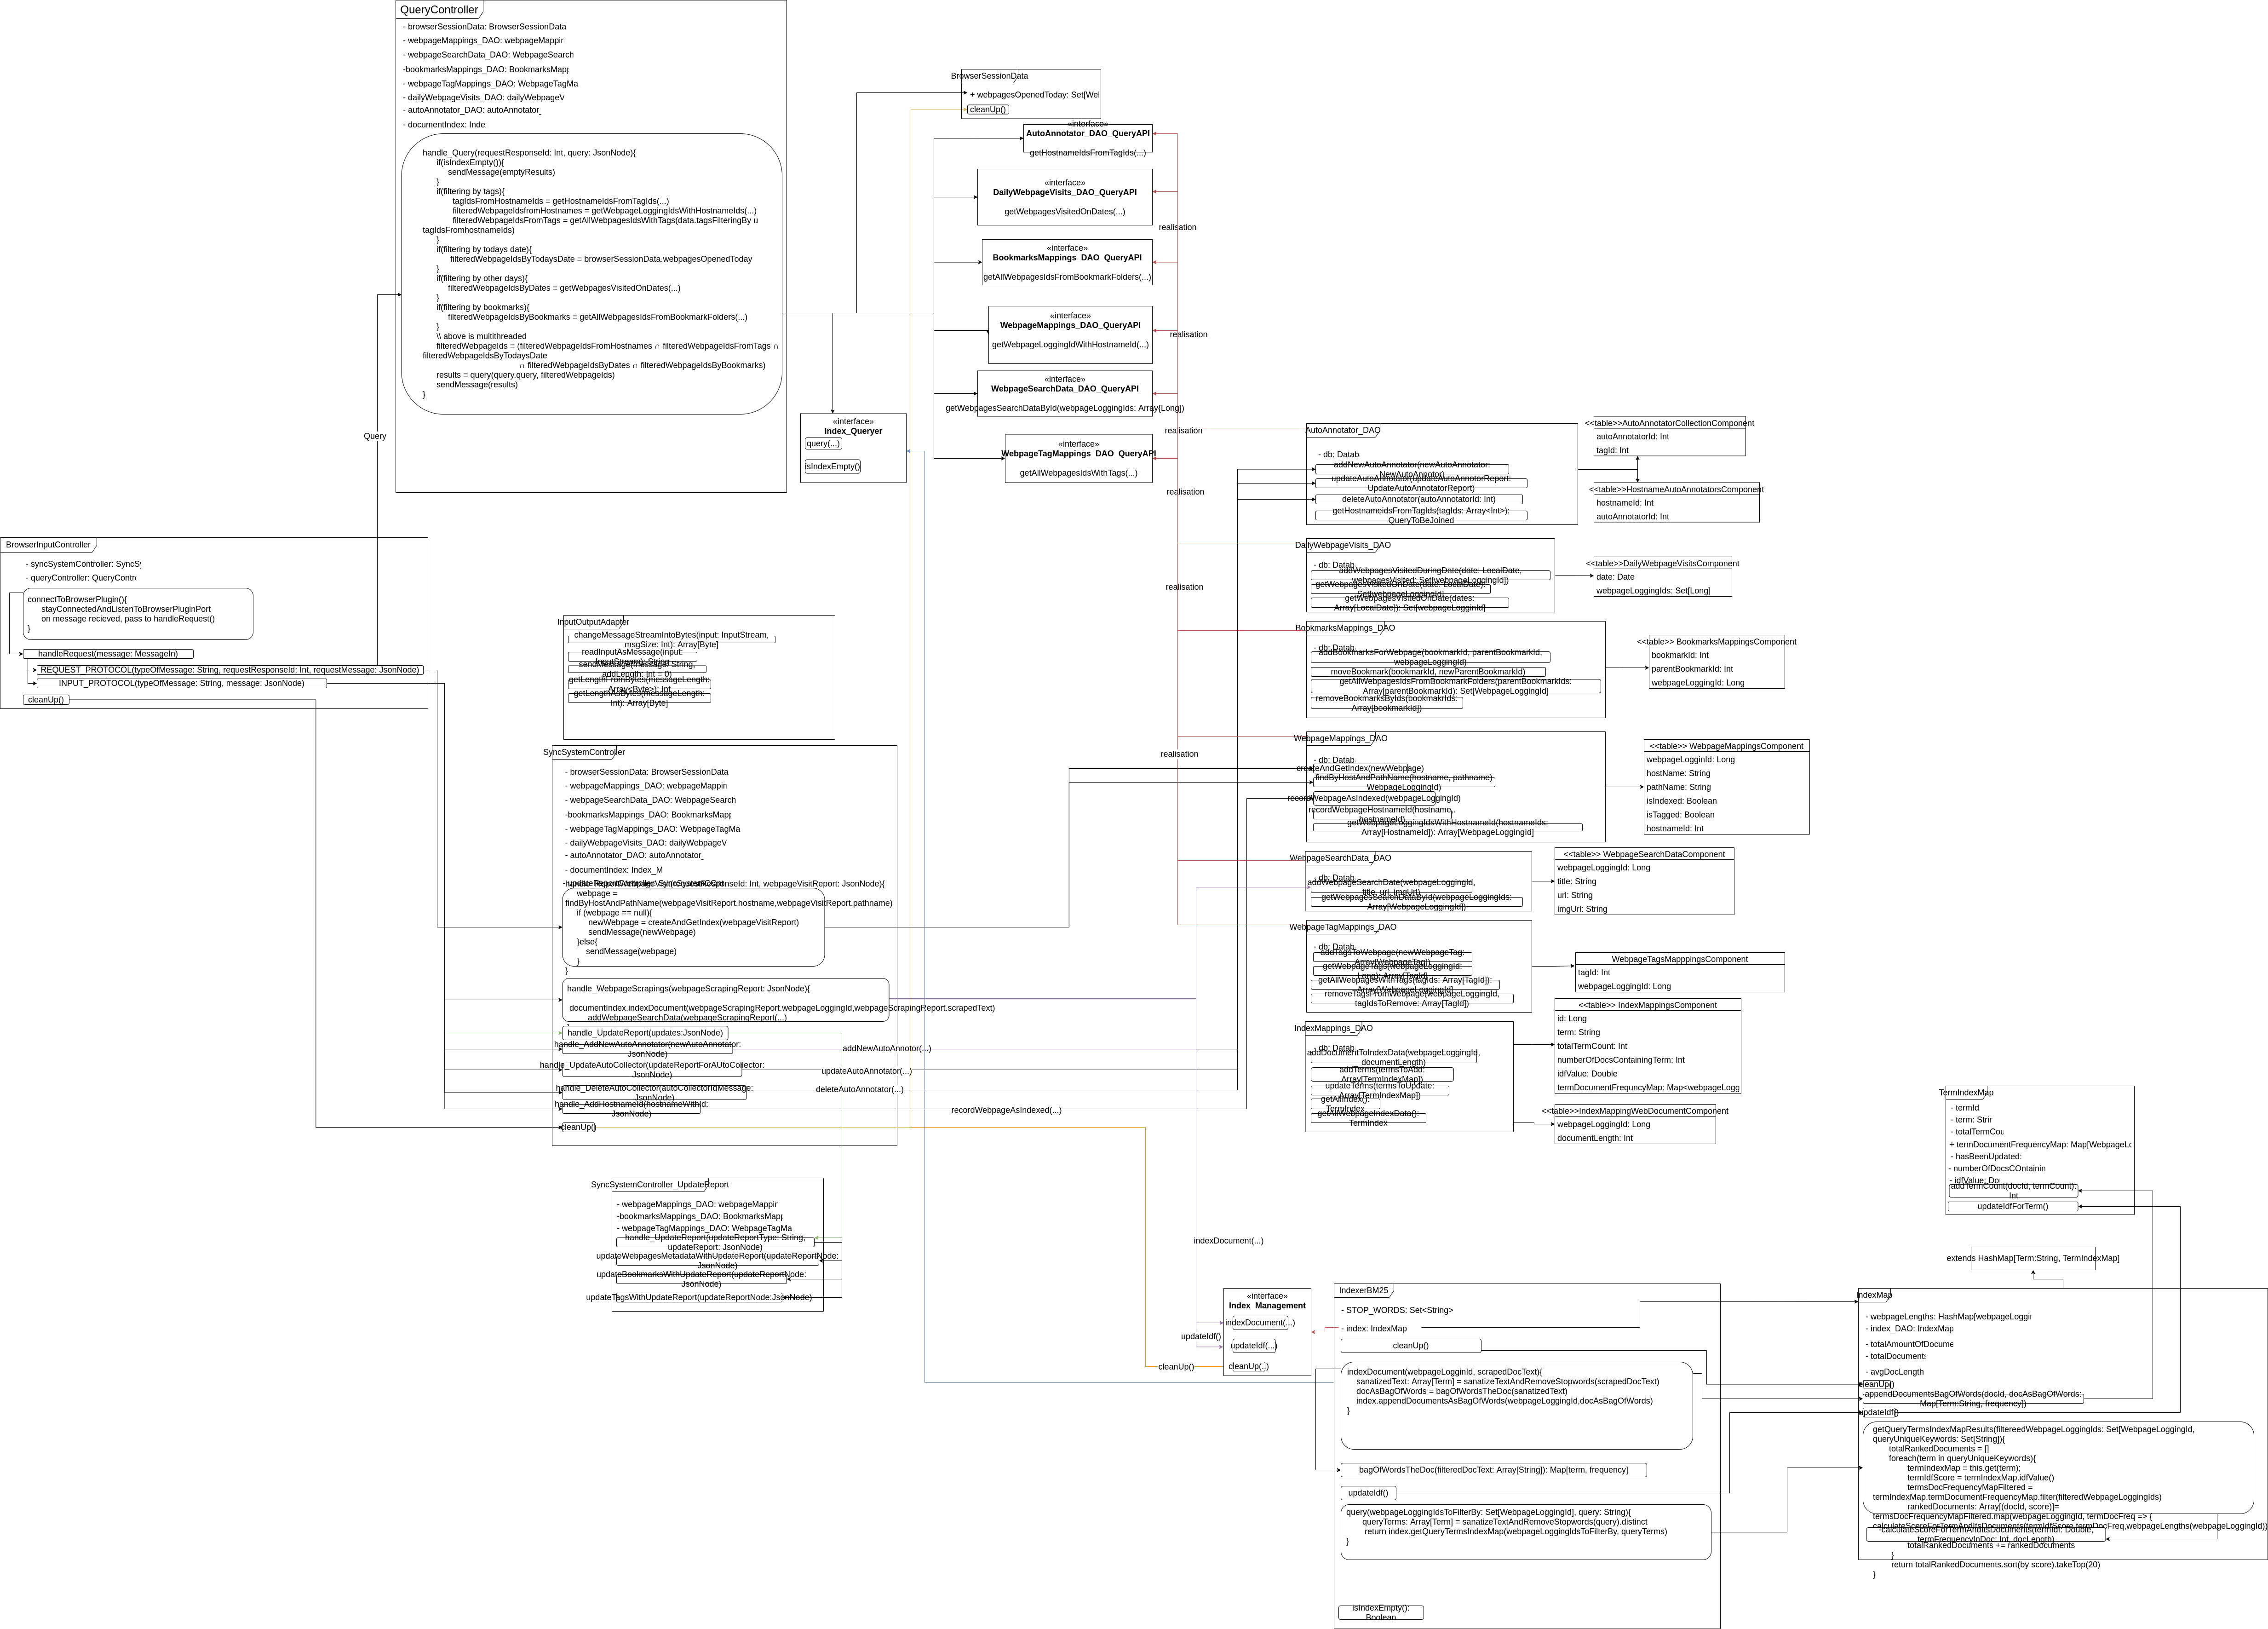 QueryController
- browserSessionData: BrowserSessionData
- webpageMappings_DAO: webpageMappin
- webpageSearchData_DAO: WebpageSearch
-bookmarksMappings_DAO: BookmarksMapp
- webpageTagMappings_DAO: WebpageTagMa
- dailyWebpageVisits_DAO: dailyWebpageV
- autoAnnotator_DAO: autoAnnotator_
- documentIndex: Inde
handle_Query(requestResponseId: Int, query: JsonNode){
if(isIndexEmpty()){
sendMessage(emptyResults)
}
if(filtering by tags){
tagIdsFromHostnameIds = getHostnameIdsFromTagIds(...)
filteredWebpageIdsfromHostnames = getWebpageLoggingIdsWithHostnameIds(...)
filteredWebpageIdsFromTags = getAllWebpagesIdsWithTags(data.tagsFilteringBy u
tagIdsFromhostnameIds)
}
if(filtering by todays date){
filteredWebpageIdsByTodaysDate = browserSessionData.webpagesOpenedToday
}
if(filtering by other days){
filteredWebpageIdsByDates = getWebpagesVisitedOnDates(...)
}
if(filtering by bookmarks){
filteredWebpageIdsByBookmarks = getAllWebpagesIdsFromBookmarkFolders(...)
}
\\ above is multithreaded
filteredWebpageIds = (filteredWebpageIdsFromHostnames ∩ filteredWebpageIdsFromTags ∩
filteredWebpageIdsByTodaysDate
∩ filteredWebpageIdsByDates ∩ filteredWebpageIdsByBookmarks)
results = query(query.query, filteredWebpageIds)
sendMessage(results)
}
Query
BrowserSessionData
+ webpagesOpenedToday: Set[We
cleanUp()
«interface»
AutoAnnotator_DAO_QueryAPI
getHostnameIdsFromTagIds(...)
«interface»
DailyWebpageVisits_DAO_QueryAPI
getWebpagesVisitedOnDates(...)
«interface»
BookmarksMappings_DAO_QueryAPI
getAllWebpagesIdsFromBookmarkFolders(...)
«interface»
WebpageMappings_DAO_QueryAPI
getWebpageLoggingIdWithHostnameId(...)
«interface»
WebpageSearchData_DAO_QueryAPI
getWebpagesSearchDataById(webpageLoggingIds: Array[Long])
«interface»
WebpageTagMappings_DAO_QueryAPI
getAllWebpagesIdsWithTags(...)
«interface»
Index_Queryer
query(...)
isIndexEmpty()
realisation
realisation
realisation
realisation
realisation
realisation
BrowserInputController
- syncSystemController: SyncSy
- queryController: QueryContro
connectToBrowserPlugin(){
stayConnectedAndListenToBrowserPluginPort
on message recieved, pass to handleRequest()
}
handleRequest(message: MessageIn)
REQUEST_PROTOCOL(typeOfMessage: String, requestResponseId: Int, requestMessage: JsonNode)
INPUT_PROTOCOL(typeOfMessage: String, message: JsonNode)
cleanUp()
InputOutputAdapter
changeMessageStreamIntoBytes(input: InputStream,
msgSize: Int): Array[Byte]
readInputAsMessage(input:
InputStream): String
sendMessage(message: String,
addLength: Int = 0)
getLengthFromBytes(messageLength:
Array<Byte>): Int
getLengthAsBytes(messageLength:
Int): Array[Byte]
SyncSystemController
- browserSessionData: BrowserSessionData
- webpageMappings_DAO: webpageMappin
- webpageSearchData_DAO: WebpageSearch
-bookmarksMappings_DAO: BookmarksMapp
- webpageTagMappings_DAO: WebpageTagMa
- dailyWebpageVisits_DAO: dailyWebpageV
- autoAnnotator_DAO: autoAnnotator_
- documentIndex: Index_M
webpage =
findByHostAndPathName(webpageVisitReport.hostname,webpageVisitReport.pathname)
if (webpage == null){
newWebpage = createAndGetIndex(webpageVisitReport)
sendMessage(newWebpage)
}else{
sendMessage(webpage)
}
}
handle_WebpageScrapings(webpageScrapingReport: JsonNode){
documentIndex.indexDocument(webpageScrapingReport.webpageLoggindId,webpageScrapingReport.scrapedText)
addWebpageSearchData(webpageScrapingReport(,,,)
handle_UpdateReport(updates:JsonNode)
handle_AddNewAutoAnnotator(newAutoAnnotator:
JsonNode)
handle_UpdateAutoCollector(updateReportForAUtoCollector:
JsonNode)
handle_DeleteAutoCollector(autoCollectorIdMessage:
JsonNode)
handle_AddHostnameId(hostnameWithId:
JsonNode)
cleanUp()
addNewAutoAnnotor(...)
updateAutoAnnotator(...)
deleteAutoAnnotator(...)
recordWebpageAsIndexed(...)
SyncSystemController_UpdateReport
- webpageMappings_DAO: webpageMappin
-bookmarksMappings_DAO: BookmarksMapp
- webpageTagMappings_DAO: WebpageTagMa
handle_UpdateReport(updateReportType: String,
updateReport: JsonNode)
updateWebpagesMetadataWithUpdateReport(updateReportNode:
JsonNode)
updateBookmarksWithUpdateReport(updateReportNode:
JsonNode)
updateTagsWithUpdateReport(updateReportNode:JsonNode)
AutoAnnotator_DAO
- db: Datab
addNewAutoAnnotator(newAutoAnnotator:
NewAutoAnnotor)
updateAutoAnnotator(updateAutoAnnotorReport:
UpdateAutoAnnotatorReport)
deleteAutoAnnotator(autoAnnotatorId: Int)
getHostnameidsFromTagIds(tagIds: Array<Int>):
QueryToBeJoined
<<table>>AutoAnnotatorCollectionComponent
autoAnnotatorId: Int
tagId: Int
<<table>>HostnameAutoAnnotatorsComponent
hostnameId: Int
autoAnnotatorId: Int
DailyWebpageVisits_DAO
- db: Datab
addWebpagesVisitedDuringDate(date: LocalDate,
webpagesVisited: Set[webpageLoggingId])
getWebpagesVisitedOnDate(date: LocalDate):
Set[webpageLogginId]
getWebpagesVisitedOn(dates:
Array[LocalDate]): Set[webpageLogginId]
<<table>>DailyWebpageVisitsComponent
date: Date
webpageLoggingIds: Set[Long]
BookmarksMappings_DAO
- db: Datab
addBookmarksForWebpage(bookmarkId, parentBookmarkId,
webpageLoggingId)
moveBookmark(bookmarkId, newParentBookmarkId)
getAllWebpagesIdsFromBookmarkFolders(parentBookmarkIds:
Array(parentBookmarkId): Set[WebpageLoggingId]
removeBookmarksByIds(bookmakrIds:
Array[bookmarkId])
<<table>> BookmarksMappingsComponent
bookmarkId: Int
parentBookmarkId: Int
webpageLoggingId: Long
WebpageMappings_DAO
- db: Datab
createAndGetIndex(newWebpage)
findByHostAndPathName(hostname, pathname)
WebpageLoggingId)
recordWebpageAsIndexed(webpageLoggingId)
recordWebpageHostnameId(hostname,
hostnameId)
getWebpageLoggingIdsWithHostnameId(hostnameIds:
Array[HostnameId]): Array[WebpageLoggingId]
<<table>> WebpageMappingsComponent
webpageLogginId: Long
hostName: String
pathName: String
isIndexed: Boolean
isTagged: Boolean
hostnameId: Int
WebpageSearchData_DAO
- db: Datab
addWebpageSearchDate(webpageLoggingId,
title, url, imgUrl)
getWebpagesSearchDataById(webpageLoggingIds:
Array[WebpageLoggingId])
<<table>> WebpageSearchDataComponent
webpageLoggingId: Long
title: String
url: String
imgUrl: String
WebpageTagMappings_DAO
- db: Datab
addTagsToWebpage(newWebpageTag:
Array[WebpageTag])
getWebpageTags(webpageLoggingId:
Long): Array[TagId]
getAllWebpagesWithTags(tagIds: Array[TagId]):
Array[WebpageLoggingId]
removeTagsFromWebpage(webpageLoggingId,
tagIdsToRemove: Array[TagId])
WebpageTagsMapppingsComponent
tagId: Int
webpageLoggingId: Long
IndexMappings_DAO
- db: Datab
addDocumentToIndexData(webpageLoggingId,
documentLength)
addTerms(termsToAdd:
Array[TermIndexMap])
updateTerms(termsToUpdate:
Array[TermIndexMap])
getAllIndex():
TermIndex
getAllWebpageIndexData():
TermIndex
<<table>> IndexMappingsComponent
id: Long
term: String
totalTermCount: Int
numberOfDocsContainingTerm: Int
idfValue: Double
termDocumentFrequncyMap: Map<webpageLogg
<<table>>IndexMappingWebDocumentComponent
webpageLoggingId: Long
documentLength: Int
TermIndexMap
- termId
- term: Strir
- totalTermCou
+ termDocumentFrequencyMap: Map[WebpageLo
- hasBeenUpdated:
- numberOfDocsCOntainin
- idfValue: Do
addTermCount(docId, termCount):
Int
updateIdfForTerm()
extends HashMap[Term:String, TermIndexMap]
indexDocument(...)
updateIdf()
cleanUp()
«interface»
Index_Management
indexDocument(...)
updateIdf(...)
cleanUp(..)
IndexerBM25
- STOP_WORDS: Set<String>
- index: IndexMap
cleanUp()
indexDocument(webpageLogginId, scrapedDocText){
sanatizedText: Array[Term] = sanatizeTextAndRemoveStopwords(scrapedDocText)
docAsBagOfWords = bagOfWordsTheDoc(sanatizedText)
index.appendDocumentsAsBagOfWords(webpageLoggingId,docAsBagOfWords)
}
bagOfWordsTheDoc(filteredDocText: Array[String]): Map[term, frequency]
updateIdf()
query(webpageLoggingIdsToFilterBy: Set[WebpageLoggingId], query: String){
queryTerms: Array[Term] = sanatizeTextAndRemoveStopwords(query).distinct
return index.getQueryTermsIndexMap(webpageLoggingIdsToFilterBy, queryTerms)
}
isIndexEmpty():
Boolean
IndexMap
- webpageLengths: HashMap[webpageLoggin
- index_DAO: IndexMap
- totalAmountOfDocume
- totalDocument
- avgDocLength
cleanUp()
appendDocumentsBagOfWords(docId, docAsBagOfWords:
Map[Term:String, frequency])
updateIdf()
getQueryTermsIndexMapResults(filtereedWebpageLoggingIds: Set[WebpageLoggingId,
queryUniqueKeywords: Set[String]){
totalRankedDocuments = []
foreach(term in queryUniqueKeywords){
termIndexMap = this.get(term);
termIdfScore = termIndexMap.idfValue()
termsDocFrequencyMapFiltered =
termIndexMap.termDocumentFrequencyMap.filter(filteredWebpageLoggingIds)
rankedDocuments: Array[(docId, score)]=
termsDocFrequencyMapFiltered.map(webpageLoggingId, termDocFreq => {
calculateScoreForTermAndItsDocuments(termIdfScore,termDocFreq,webpageLengths(webpageLoggingId))
-calculateScoreForTermAndItsDocuments(termIdf: Double,
termFrequencyInDoc: Int, docLength)
totalRankedDocuments += rankedDocuments
}
return totalRankedDocuments.sort(by score).takeTop(20)
}